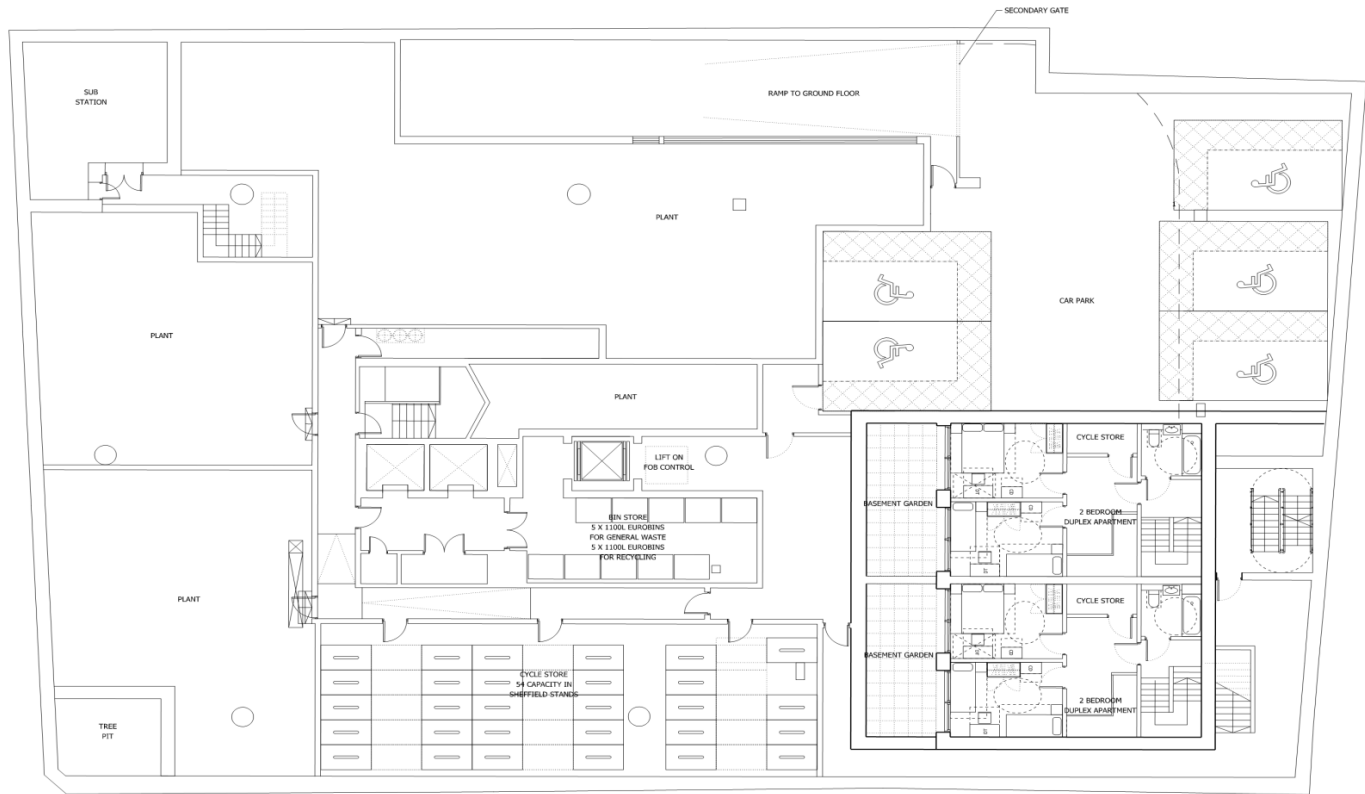 SECONDARY GATE
SUB
STATION
RAMP TO GROUND FLOOR
PLANT
CAR PARK
PLANT
PLANT
LIFT ON
FOB CONTROL
CYCLE STORE
BASEMENT GARDEN
2 BEDROOM
DUPLEX APARTMENT
BIN STORE
5 X 1100L EUROBINS
FOR GENERAL WASTE
5 X 1100L EUROBINS
FOR RECYCLING
PLANT
CYCLE STORE
BASEMENT GARDEN
CYCLE STORE
54 CAPACITY IN
SHEFFIELD STANDS
2 BEDROOM
DUPLEX APARTMENT
TREE
PIT